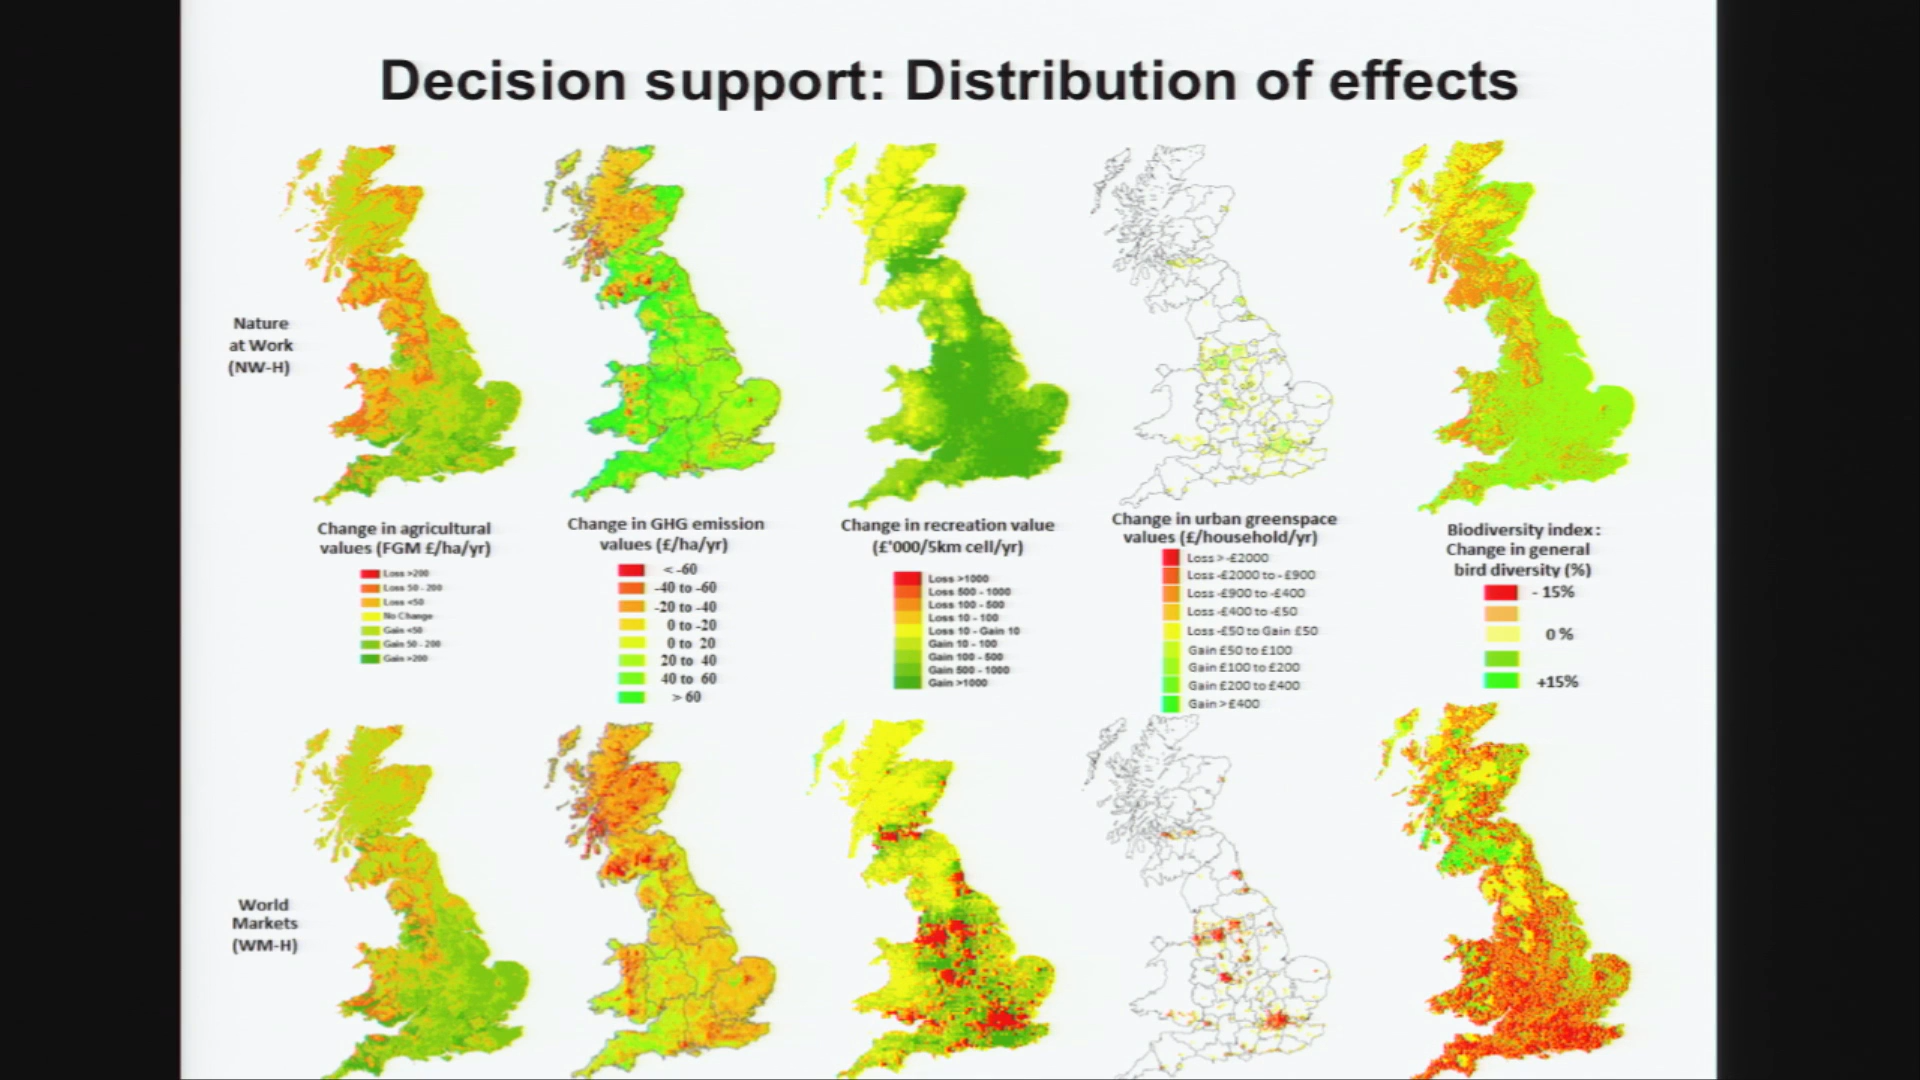 Decision support: Distribution of effects
Nature
at Work
(NW-H)
Change in agricultural
values (FGM £/ha/yr)
Loss >200
Loss 50 - 200
Loss <50
No Change
Gain <50
Gain 50 - 200
Gain >200
Change in GHG emission
values (£/ha/yr)
< -60
-40 to -60
-20 to -40
0 to -20
0 to 20
20 to 40
40 to 60
> 60
Change in recreation value
(£'000/5km cell/yr)
Loss >1000
Loss 500 - 1000
Loss 100 - 500
Loss 10 - 100
Loss 10 - Gain 10
Gain 10 - 100
Gain 100 - 500
Gain 500 - 1000
Gain >1000
Change in urban greenspace
values (£/household/yr)
Loss > -£2000
Loss -£2000 to -£900
Loss -£900 to -£400
Loss -£400 to -£50
Loss -£50 to Gain £50
Gain £50 to £100
Gain £100 to £200
Gain £200 to £400
Gain > £400
Biodiversity index:
Change in general
bird diversity (%)
- 15%
0 %
+15%
World
Markets
(WM-H)